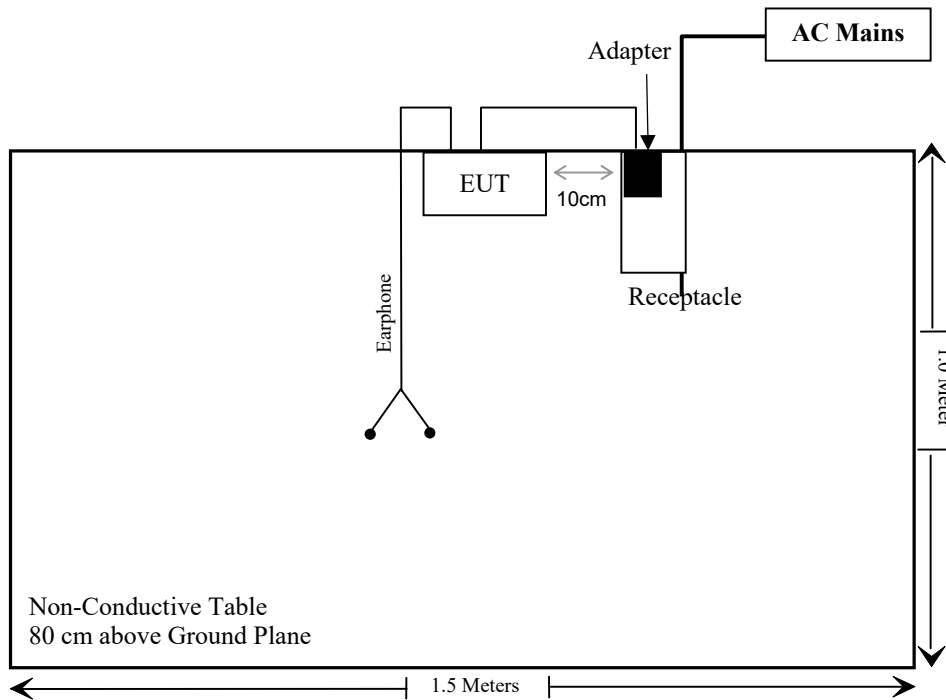 AC Mains
Adapter
EUT
10cm
Receptacle
Earphone
Non-Conductive Table
80 cm above Ground Plane
1.5 Meters